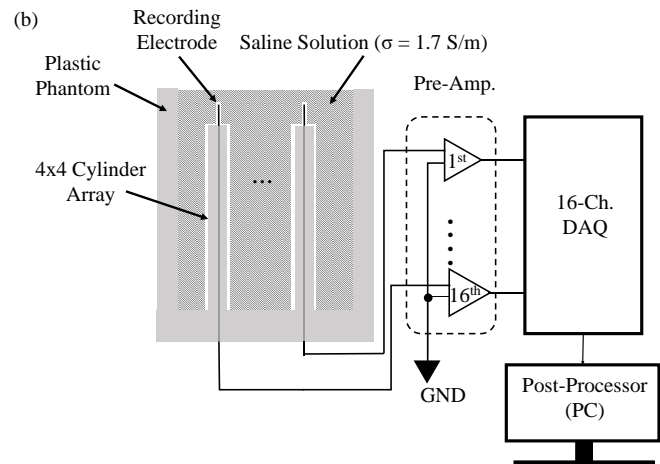 (b)
Recording
Electrode
Saline Solution (σ = 1.7 S/m)
Plastic
Phantom
Pre-Amp.
4x4 Cylinder
Array
...
1st
16th
16-Ch.
DAQ
GND
Post-Processor
(PC)